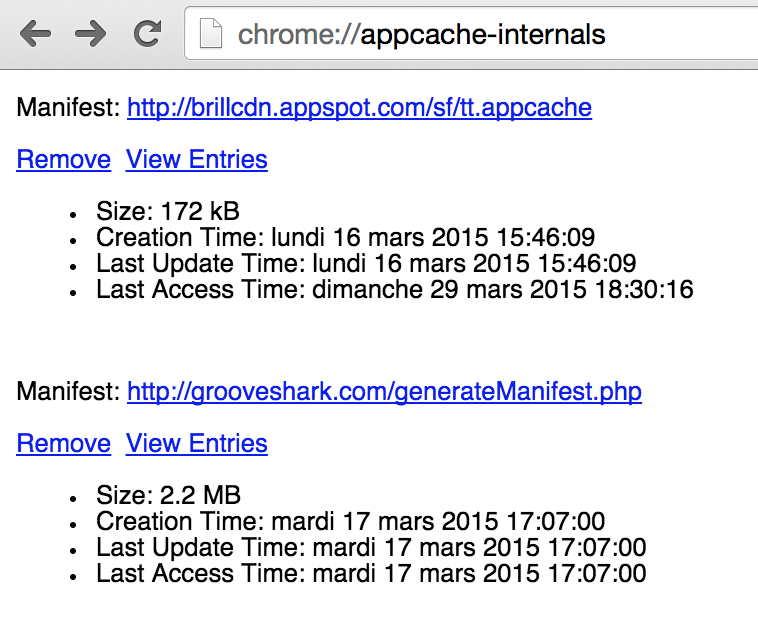 chrome://appcache-internals
Manifest: http://brillcdn.appspot.com/sf/tt.appcache
Remove View Entries
• Size: 172 kB
• Creation Time: lundi 16 mars 2015 15:46:09
• Last Update Time: lundi 16 mars 2015 15:46:09
• Last Access Time: dimanche 29 mars 2015 18:30:16
Manifest: http://grooveshark.com/generateManifest.php
Remove View Entries
• Size: 2.2 MB
• Creation Time: mardi 17 mars 2015 17:07:00
• Last Update Time: mardi 17 mars 2015 17:07:00
• Last Access Time: mardi 17 mars 2015 17:07:00